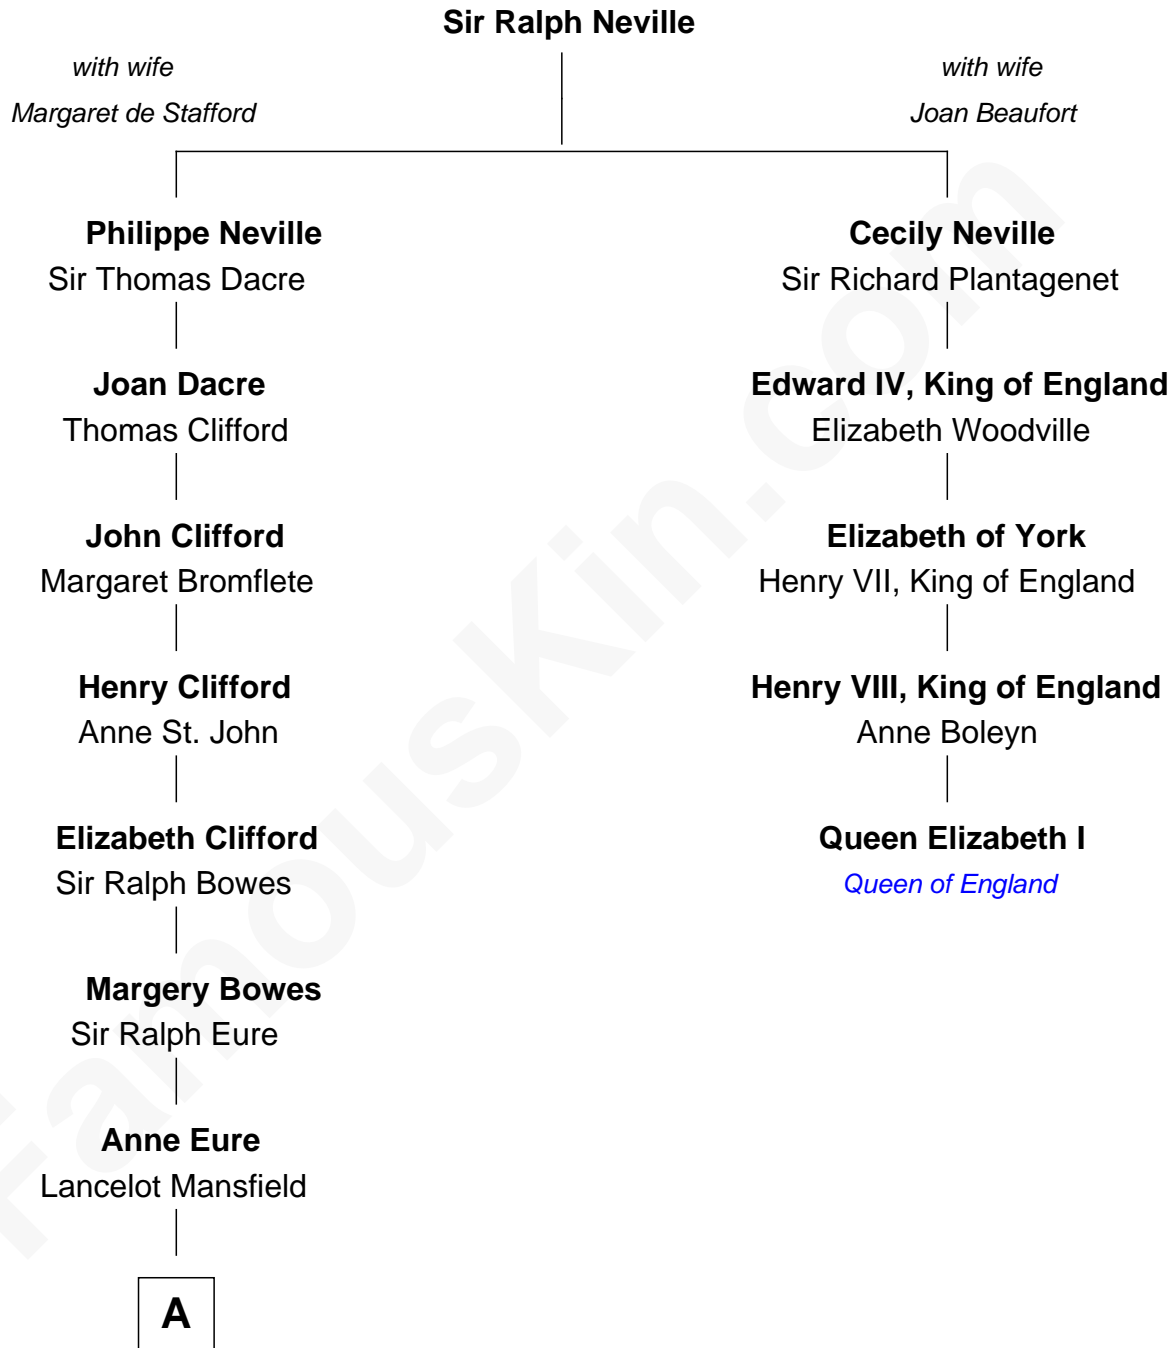 Sir Ralph Neville
with wife
Margaret de Stafford
with wife
Joan Beaufort
Philippe Neville
Sir Thomas Dacre
Cecily Neville
Sir Richard Plantagenet
Joan Dacre
Thomas Clifford
Edward IV, King of England
Elizabeth Woodville
John Clifford
Margaret Bromflete
Elizabeth of York
Henry VII, King of England
Henry Clifford
Anne St. John
Henry VIII, King of England
Anne Boleyn
Elizabeth Clifford
Sir Ralph Bowes
Queen Elizabeth I
Queen of England
Margery Bowes
Sir Ralph Eure
Anne Eure
Lancelot Mansfield
A
FamousKin.com